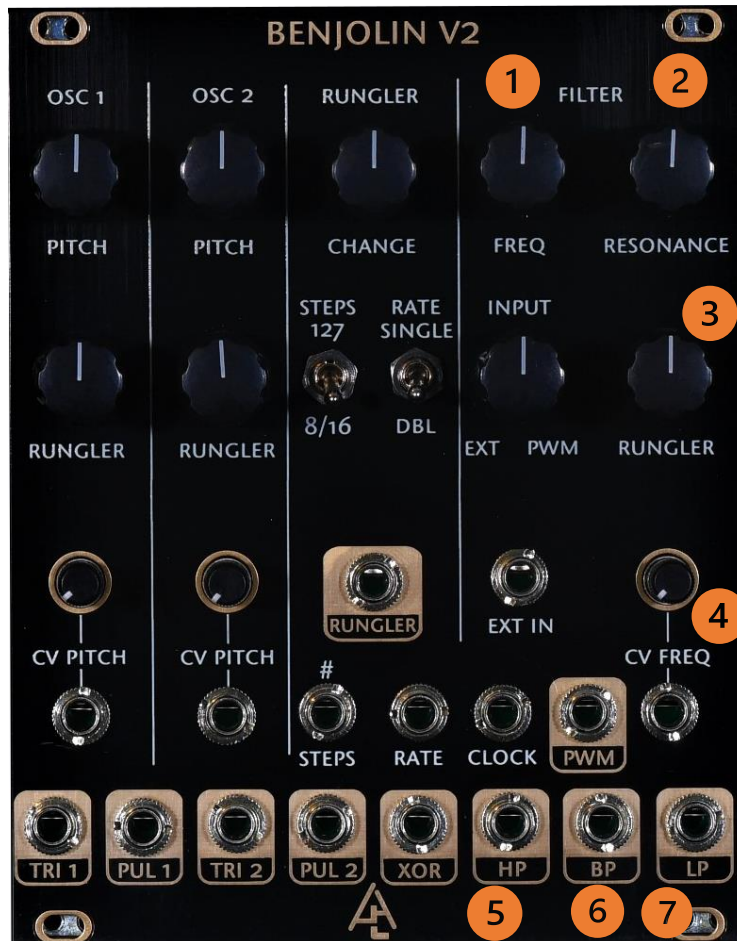 BENJOLIN V2
1 2
OSC 1 OSC 2 RUNGLER FILTER
PITCH PITCH CHANGE FREQ RESONANCE
3
STEPS RATE INPUT
127 SINGLE
8/16 DBL
RUNGLER RUNGLER EXT PWM RUNGLER
4
RUNGLER EXT IN
CV PITCH CV PITCH CV FREQ
#
STEPS RATE CLOCK PWM
TRI 1 PUL 1 TRI 2 PUL 2 XOR HP BP LP
5 6 7